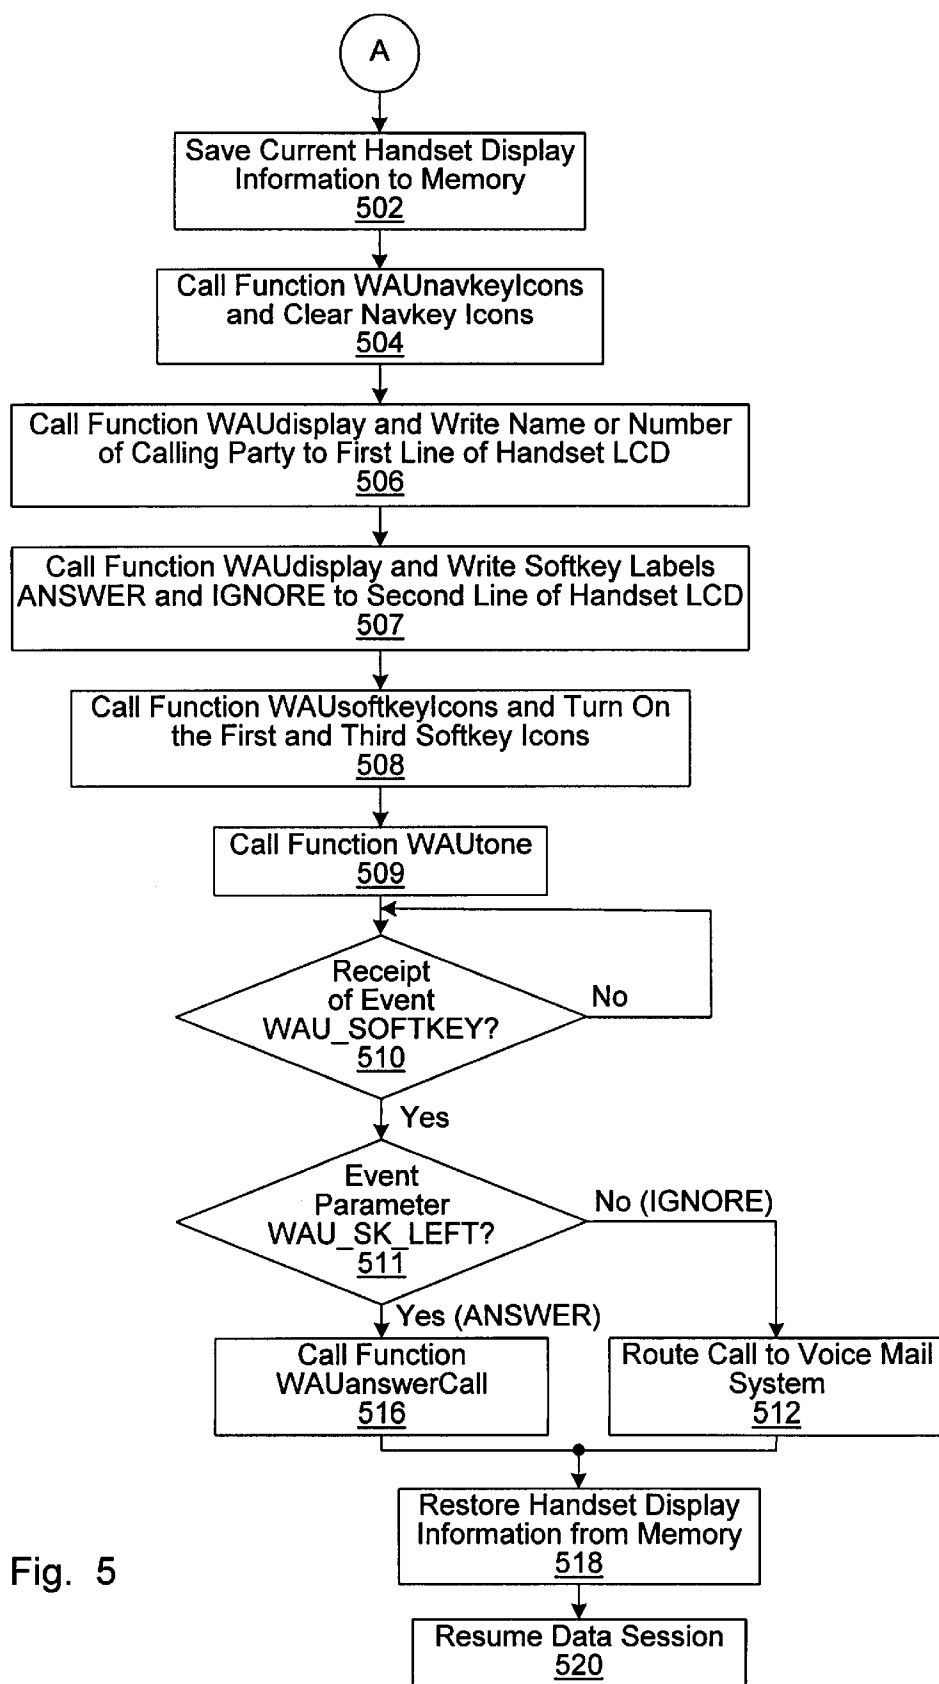 A
Save Current Handset Display
Information to Memory
502
Call Function WAUnavkeyIcons
and Clear Navkey Icons
504
Call Function WAUdisplay and Write Name or Number
of Calling Party to First Line of Handset LCD
506
Call Function WAUdisplay and Write Softkey Labels
ANSWER and IGNORE to Second Line of Handset LCD
507
Call Function WAUsoftkeyIcons and Turn On
the First and Third Softkey Icons
508
Call Function WAUtone
509
Receipt
of Event
WAU_SOFTKEY?
510
No
Yes
Event
Parameter
WAU_SK_LEFT?
511
No (IGNORE)
Yes (ANSWER)
Call Function
WAUanswerCall
516
Route Call to Voice Mail
System
512
Restore Handset Display
Information from Memory
518
Resume Data Session
520
Fig. 5